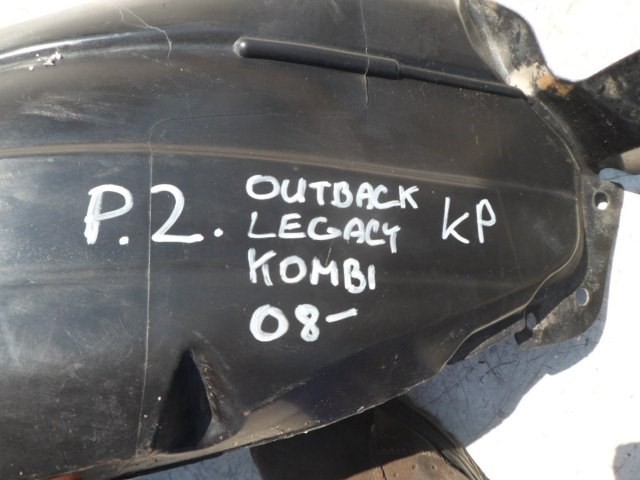 P.2.
OUTBACK
LEGACY
KOMBI
08-
KP